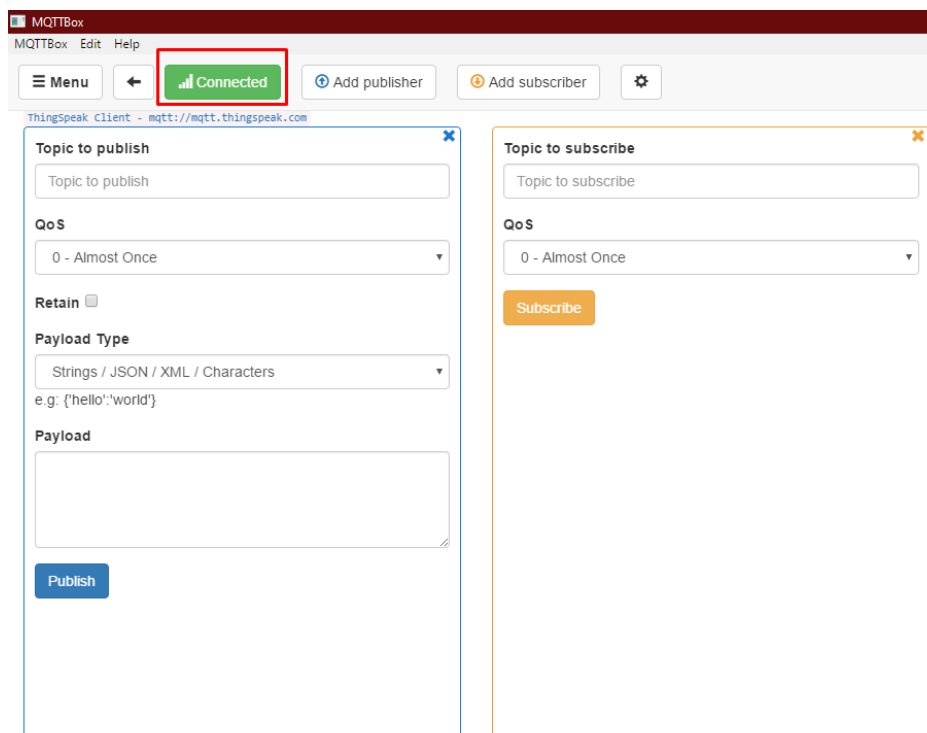 MQTTBox
MQTTBox Edit Help
Menu Connected Add publisher Add subscriber
ThingSpeak Client - mqtt://mqtt.thingspeak.com
Topic to publish
Topic to publish
QoS
0 - Almost Once
Retain
Payload Type
Strings / JSON / XML / Characters
e.g: {'hello':'world'}
Payload
Publish
Topic to subscribe
Topic to subscribe
QoS
0 - Almost Once
Subscribe